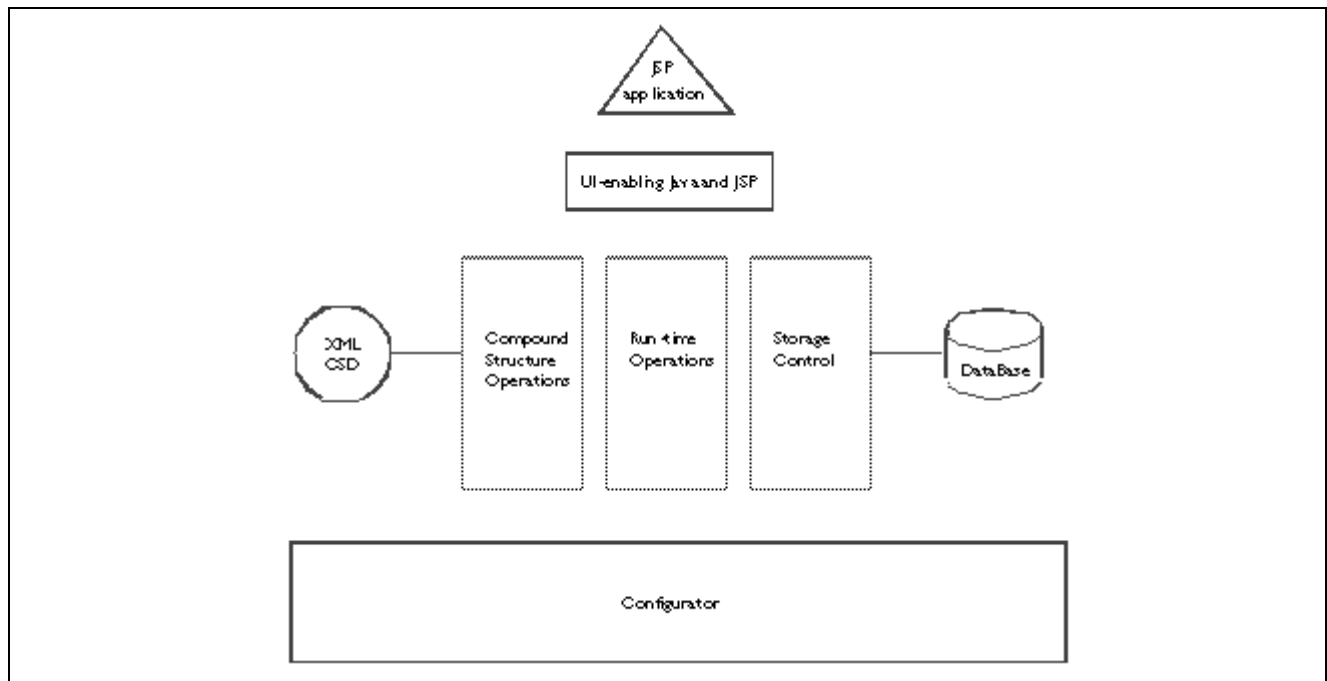 JSP
application
UI-enabling Java and JSP
XML
CSD
Compound
Structure
Operations
Run-time
Operations
Storage
Control
DataBase
Configurator